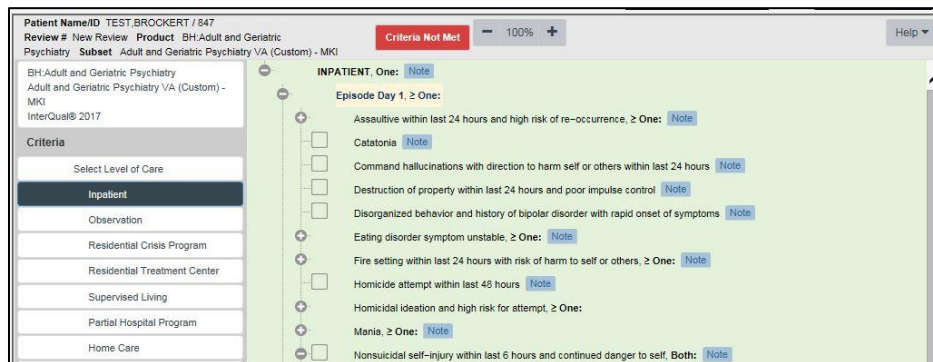 Patient Name/ID TEST,BROCKERT / 847
Review # New Review Product BH:Adult and Geriatric
Psychiatry Subset Adult and Geriatric Psychiatry VA (Custom) - MKI
Criteria Not Met
100%
Help
BH:Adult and Geriatric Psychiatry
Adult and Geriatric Psychiatry VA (Custom) -
MKI
InterQual® 2017
Criteria
Select Level of Care
Inpatient
Observation
Residential Crisis Program
Residential Treatment Center
Supervised Living
Partial Hospital Program
Home Care
INPATIENT, One: Note
Episode Day 1, ≥ One:
Assaultive within last 24 hours and high risk of re-occurrence, ≥ One: Note
Catatonia Note
Command hallucinations with direction to harm self or others within last 24 hours Note
Destruction of property within last 24 hours and poor impulse control Note
Disorganized behavior and history of bipolar disorder with rapid onset of symptoms Note
Eating disorder symptom unstable, ≥ One: Note
Fire setting within last 24 hours with risk of harm to self or others, ≥ One: Note
Homicide attempt within last 48 hours Note
Homicidal ideation and high risk for attempt, ≥ One:
Mania, ≥ One: Note
Nonsuicidal self-injury within last 6 hours and continued danger to self, Both: Note